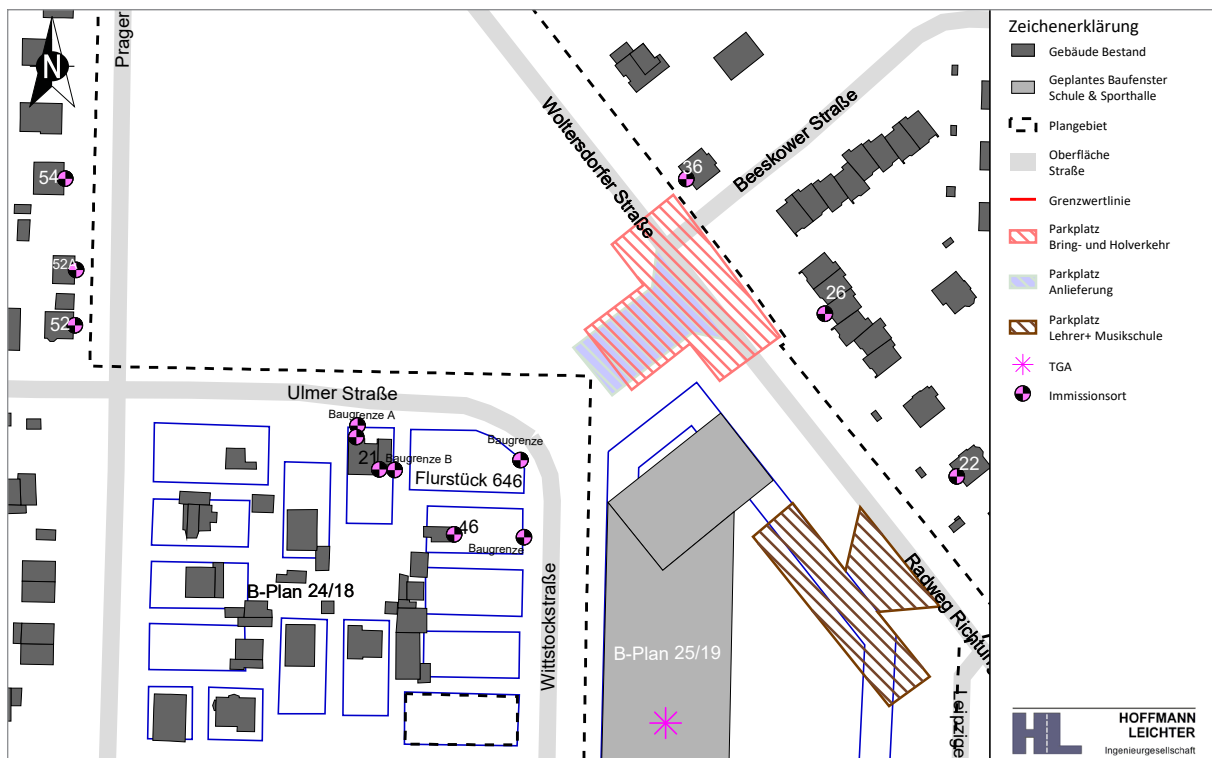 N
Prager
Woltersdorfer Straße
Beeskower Straße
36
54
52A
52
26
22
Ulmer Straße
Baugrenze A
21
Baugrenze B
Baugrenze
Flurstück 646
46
Baugrenze
B-Plan 24/18
Wittstockstraße
B-Plan 25/19
Radweg Richtun
Leipzige
Zeichenerklärung
Gebäude Bestand
Geplantes Baufenster
Schule & Sporthalle
Plangebiet
Oberfläche
Straße
Grenzwertlinie
Parkplatz
Bring- und Holverkehr
Parkplatz
Anlieferung
Parkplatz
Lehrer+ Musikschule
TGA
Immissionsort
HL
HOFFMANN
LEICHTER
Ingenieurgesellschaft